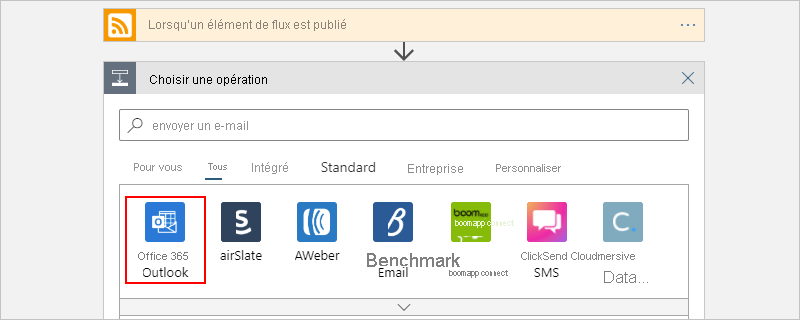 Lorsqu'un élément de flux est publié
Choisir une opération
envoyer un e-mail
Pour vous Tous Intégré Standard Entreprise Personnaliser
boomapp
boomapp connect
Office 365 airSlate AWeber Benchmark ClickSend Cloudmersive
Outlook Email boomapp connect SMS Data...